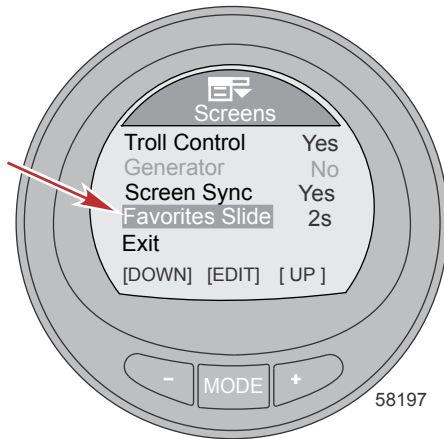 Screens
Troll Control Yes
Generator No
Screen Sync Yes
Favorites Slide 2s
Exit
[DOWN] [EDIT] [ UP ]
- MODE +
58197